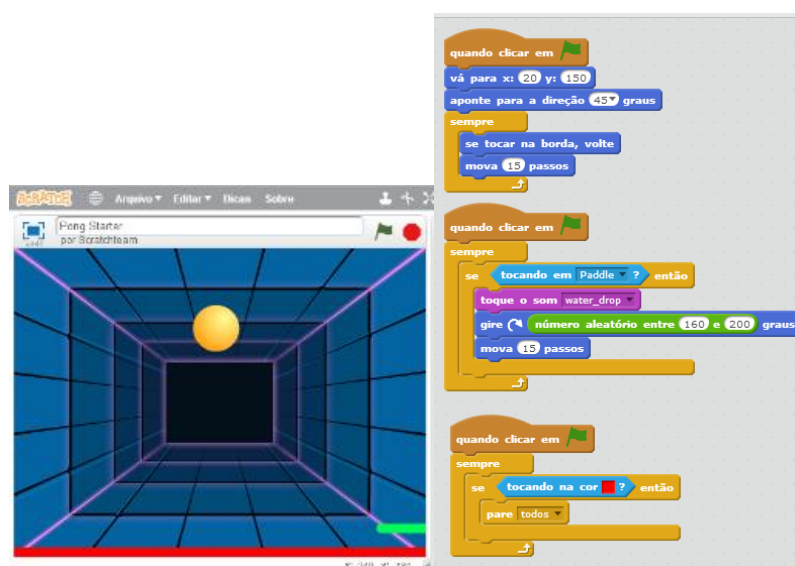 SCRATCH Arquivo Editar Dicas Sobre
Pong Starter
por Scratchteam
quando clicar em
vá para x: 20 y: 150
aponte para a direção 45 graus
sempre
se tocar na borda, volte
mova 15 passos
quando clicar em
sempre
se tocando em Paddle ? então
toque o som water_drop
gire número aleatório entre 160 e 200 graus
mova 15 passos
quando clicar em
sempre
se tocando na cor ? então
pare todos